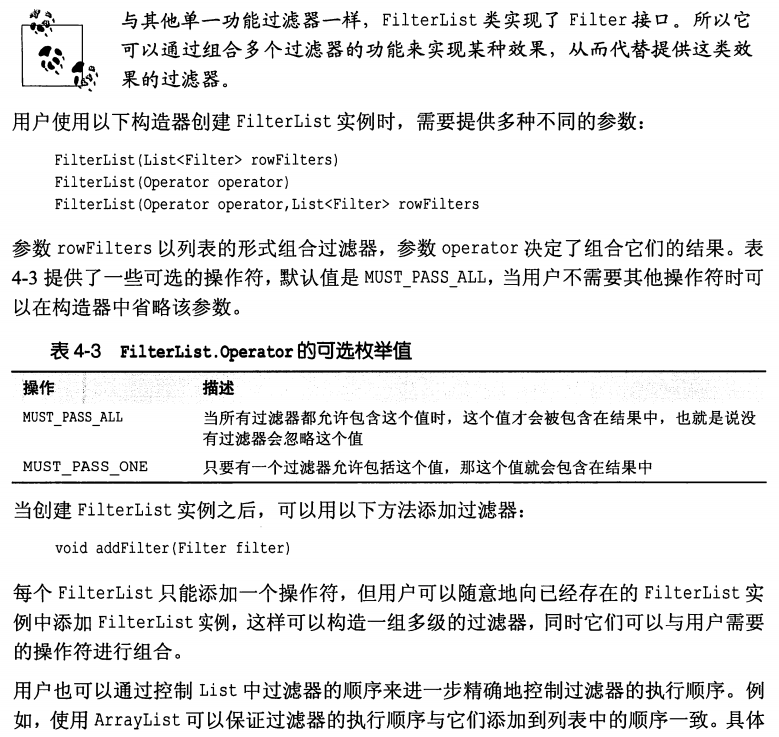 与其他单一功能过滤器一样，FilterList 类实现了 Filter 接口。所以它
可以通过组合多个过滤器的功能来实现某种效果，从而代替提供这类效
果的过滤器。
用户使用以下构造器创建 FilterList 实例时，需要提供多种不同的参数：
FilterList(List<Filter> rowFilters)
FilterList(Operator operator)
FilterList(Operator operator,List<Filter> rowFilters
参数 rowFilters 以列表的形式组合过滤器，参数 operator 决定了组合它们的结果。表
4-3 提供了一些可选的操作符，默认值是 MUST_PASS_ALL，当用户不需要其他操作符时可
以在构造器中省略该参数。
表 4-3 FilterList.Operator 的可选枚举值
操作 描述
MUST_PASS_ALL 当所有过滤器都允许包含这个值时，这个值才会被包含在结果中，也就是说没
有过滤器会忽略这个值
MUST_PASS_ONE 只要有一个过滤器允许包括这个值，那这个值就会包含在结果中
当创建 FilterList 实例之后，可以用以下方法添加过滤器：
void addFilter(Filter filter)
每个 FilterList 只能添加一个操作符，但用户可以随意地向已经存在的 FilterList 实
例中添加 FilterList 实例，这样可以构造一组多级的过滤器，同时它们可以与用户需要
的操作符进行组合。
用户也可以通过控制 List 中过滤器的顺序来进一步精确地控制过滤器的执行顺序。例
如，使用 ArrayList 可以保证过滤器的执行顺序与它们添加到列表中的顺序一致。具体